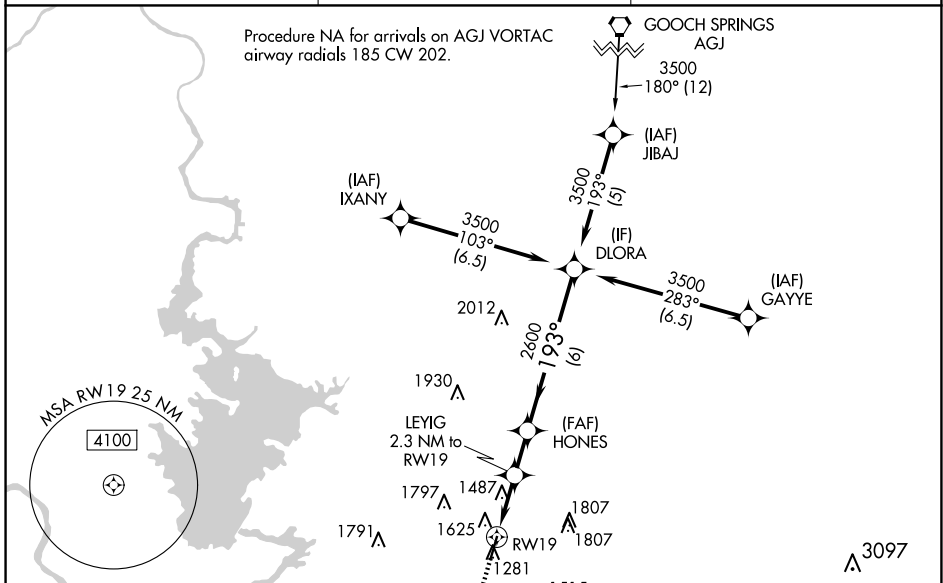 Procedure NA for arrivals on AGJ VORTAC
airway radials 185 CW 202.
GOOCH SPRINGS
AGJ
3500
180° (12)
(IAF)
JIBAJ
3500
193°
(5)
(IAF)
IXANY
3500
103°
(6.5)
(IF)
DLORA
3500
283°
(6.5)
(IAF)
GAYYE
2012
2600
193°
(6)
1930
MSA RW19 25 NM
4100
LEYIG
2.3 NM to
RW19
(FAF)
HONES
1797
1487
1625
1807
1807
1791
RW19
1281
3097